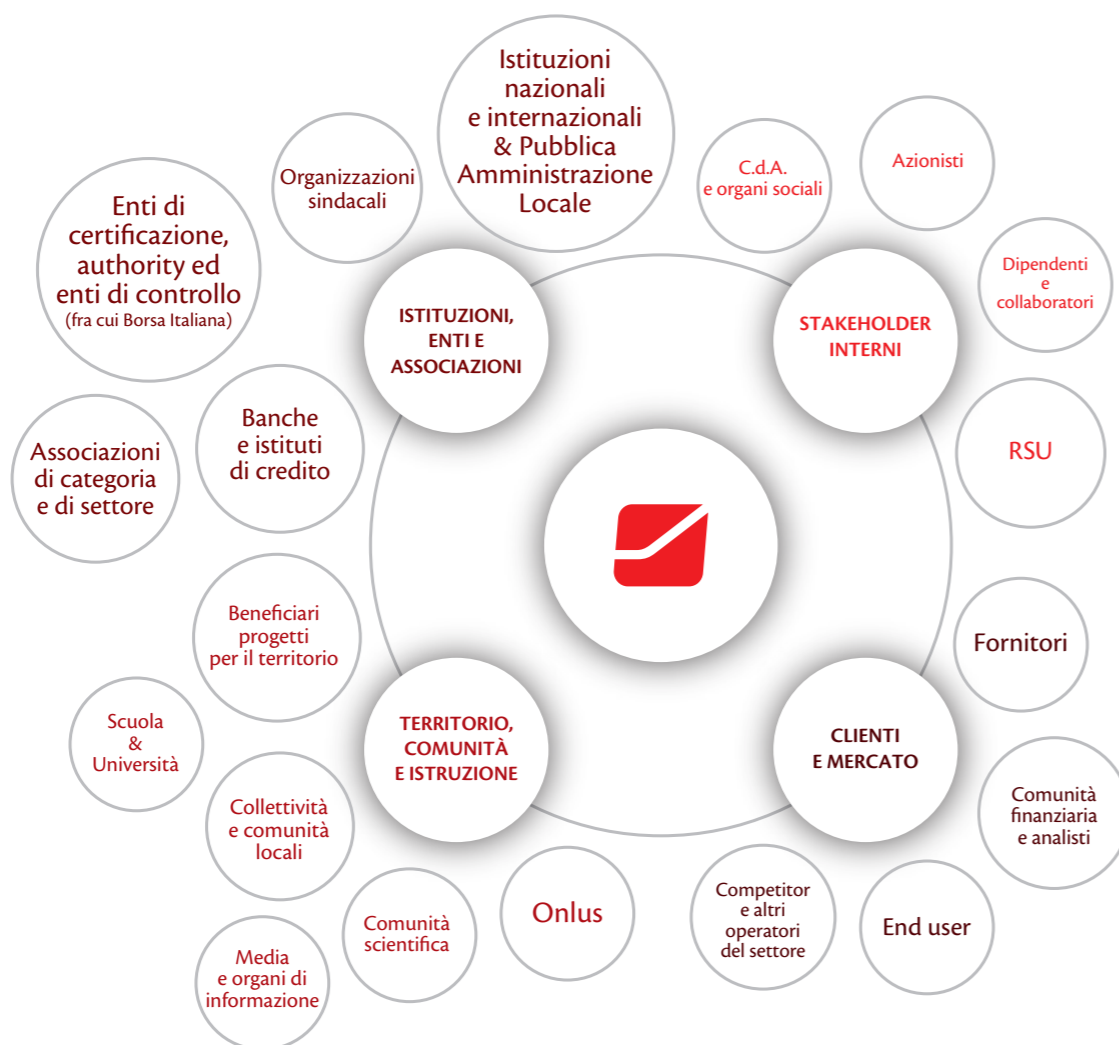 Istituzioni
nazionali
e internazionali
& Pubblica
Amministrazione
Locale
Organizzazioni
sindacali
Enti di
certificazione,
authority ed
enti di controllo
(fra cui Borsa Italiana)
ISTITUZIONI,
ENTI E
ASSOCIAZIONI
Banche
e istituti
di credito
Associazioni
di categoria
e di settore
C.d.A.
e organi sociali
Azionisti
Dipendenti
e
collaboratori
STAKEHOLDER
INTERNI
RSU
Beneficiari
progetti
per il territorio
Scuola
&
Università
TERRITORIO,
COMUNITÀ
E ISTRUZIONE
Collettività
e comunità
locali
Media
e organi di
informazione
Comunità
scientifica
Onlus
Fornitori
CLIENTI
E MERCATO
Comunità
finanziaria
e analisti
Competitor
e altri
operatori
del settore
End user